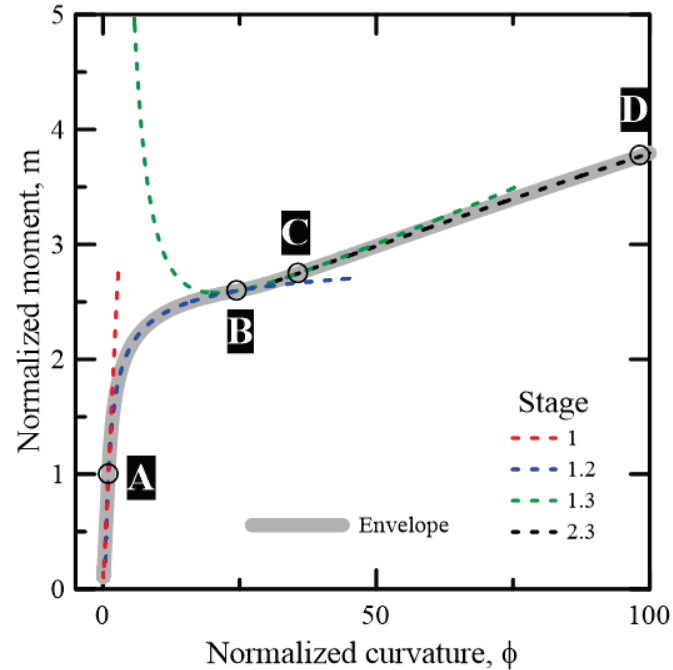 5
4
3
2
1
0
Normalized moment, m
D
C
B
A
Stage
1
1.2
1.3
2.3
Envelope
0
50
100
Normalized curvature, ϕ